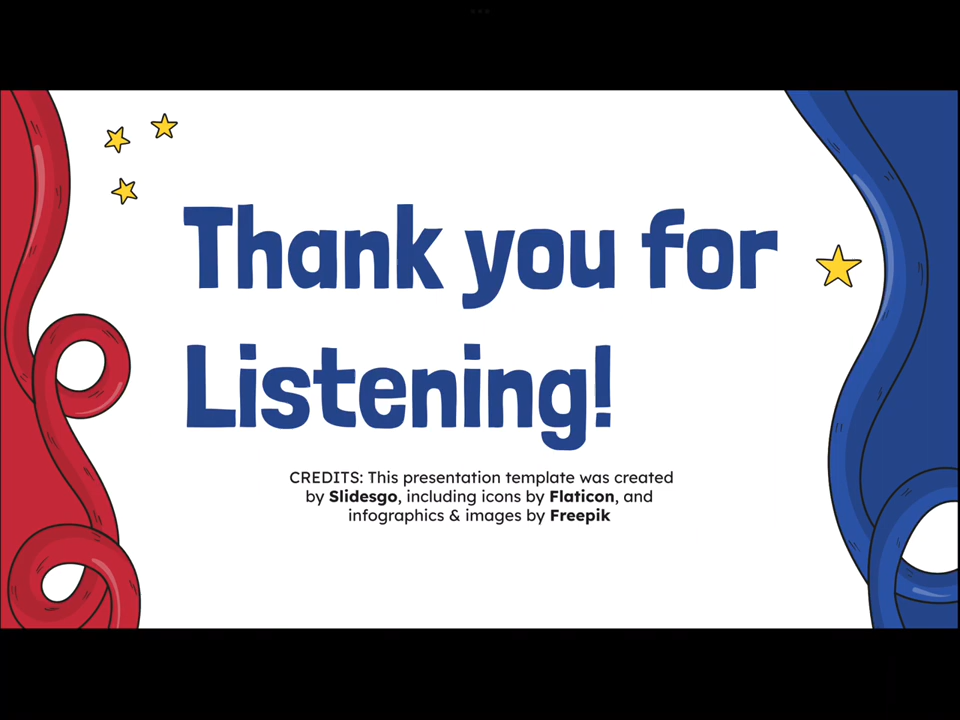 Thank you for
Listening!
CREDITS: This presentation template was created
by Slidesgo, including icons by Flaticon, and
infographics & images by Freepik